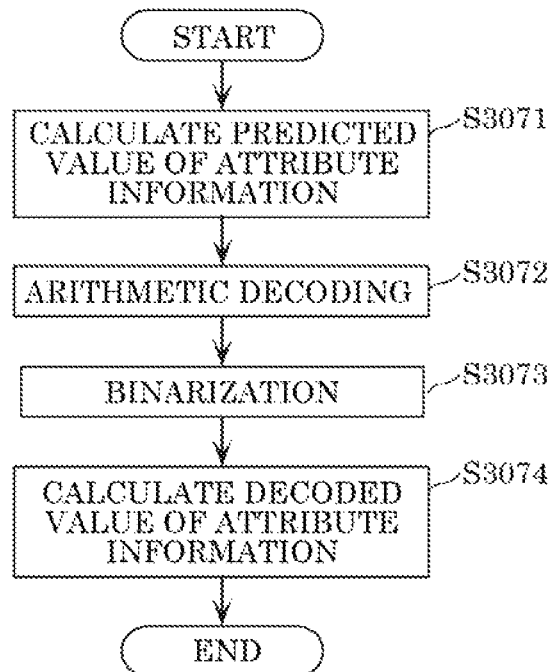 START
CALCULATE PREDICTED
VALUE OF ATTRIBUTE
INFORMATION
S3071
ARITHMETIC DECODING
S3072
BINARIZATION
S3073
CALCULATE DECODED
VALUE OF ATTRIBUTE
INFORMATION
S3074
END